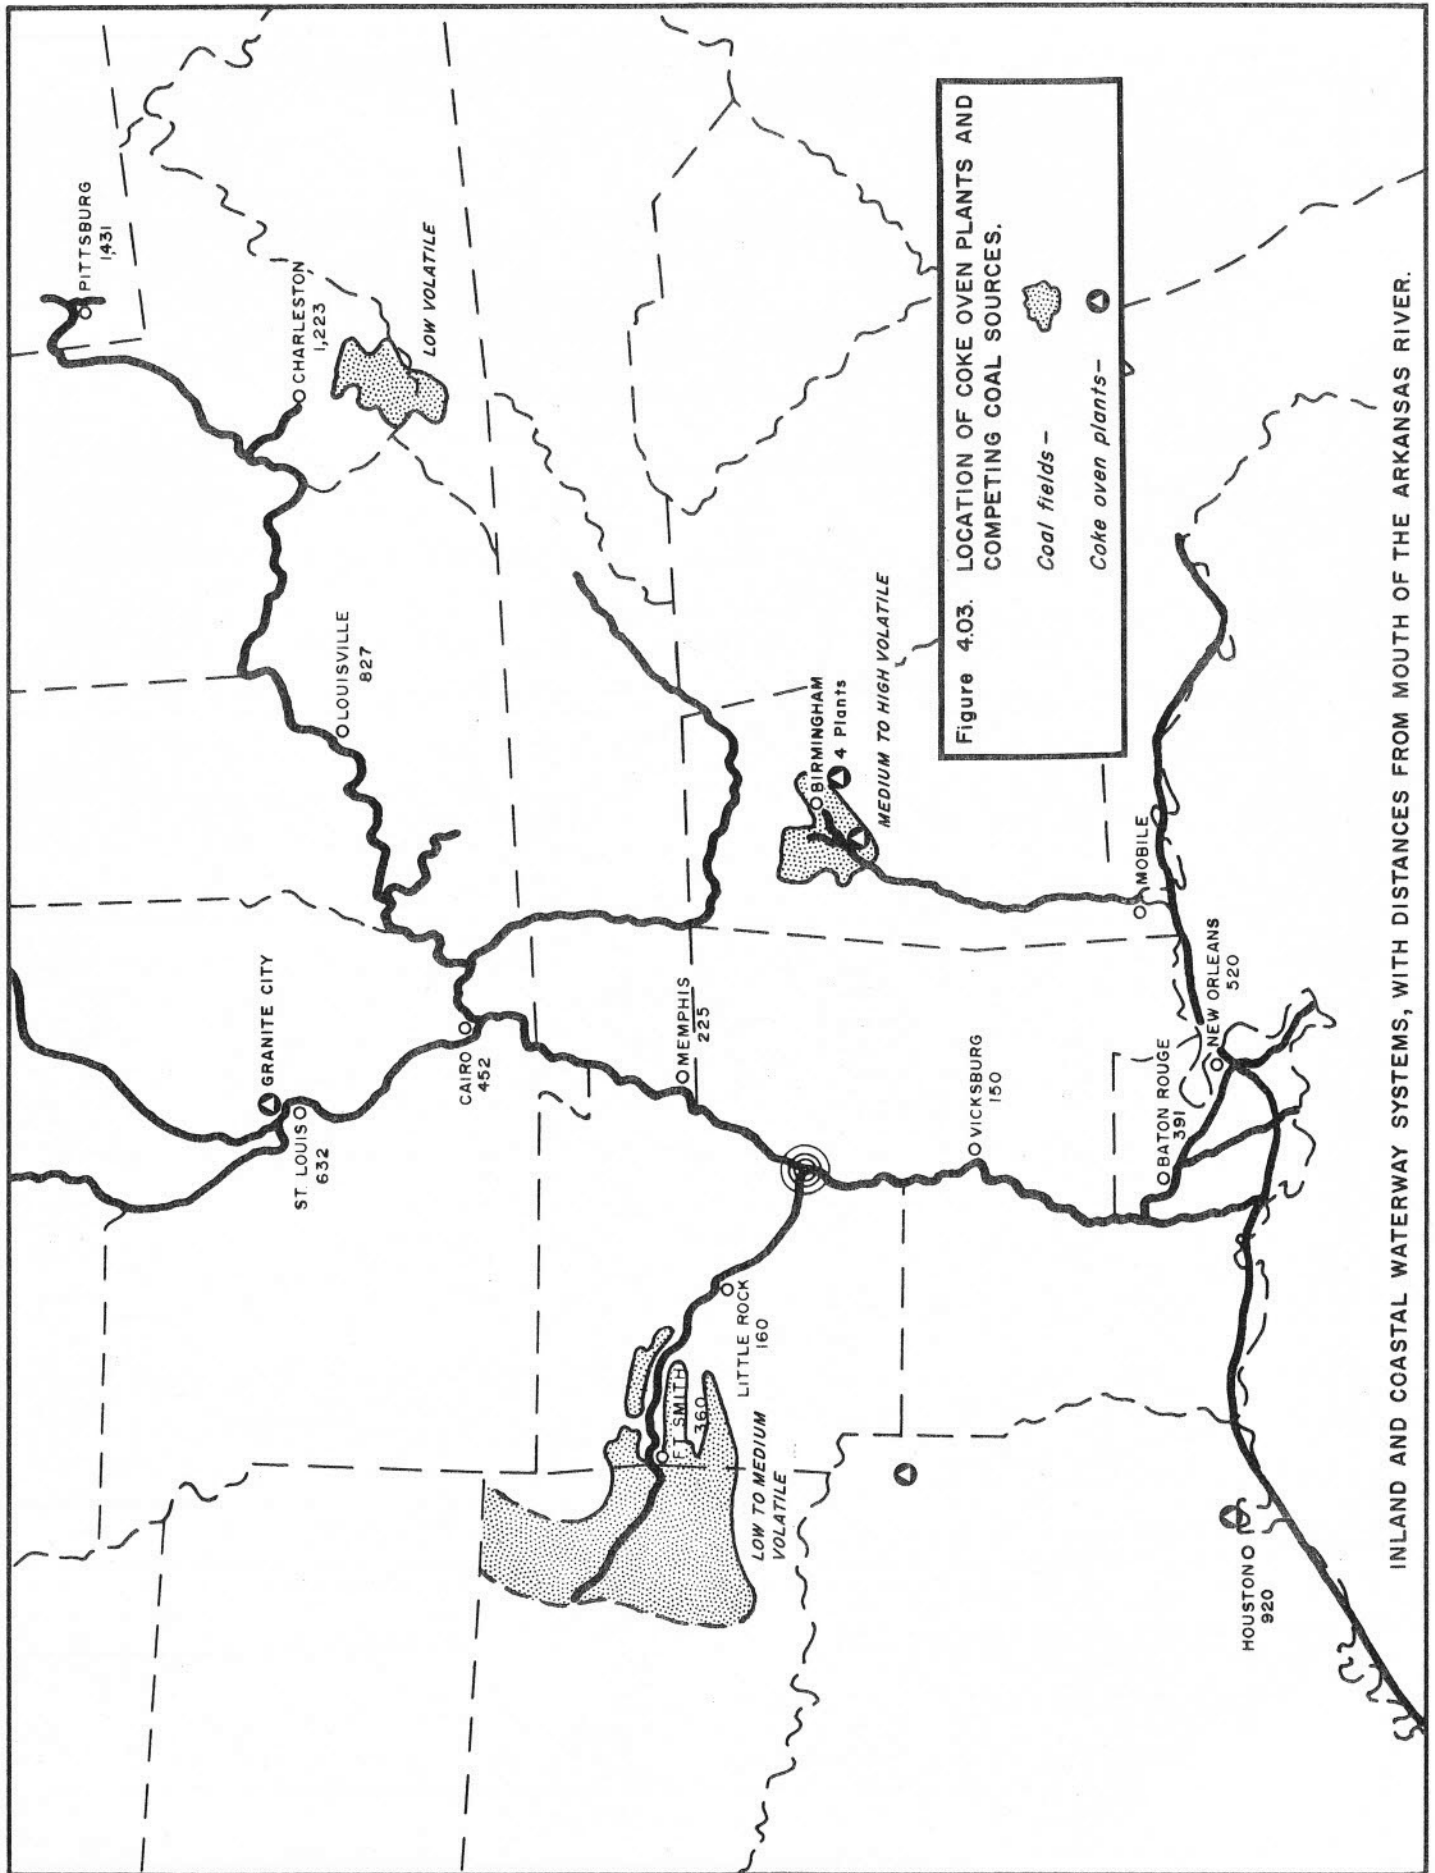 PITTSBURG
1,431
CHARLESTON
1,223
LOW VOLATILE
LOUISVILLE
827
GRANITE CITY
ST. LOUIS
632
CAIRO
452
MEMPHIS
225
BIRMINGHAM
4 Plants
MEDIUM TO HIGH VOLATILE
LITTLE ROCK
160
FT. SMITH
360
LOW TO MEDIUM
VOLATILE
VICKSBURG
150
MOBILE
BATON ROUGE
391
NEW ORLEANS
520
HOUSTON
920
Figure 4.03. LOCATION OF COKE OVEN PLANTS AND
COMPETING COAL SOURCES.
Coal fields-
Coke oven plants-
INLAND AND COASTAL WATERWAY SYSTEMS, WITH DISTANCES FROM MOUTH OF THE ARKANSAS RIVER.